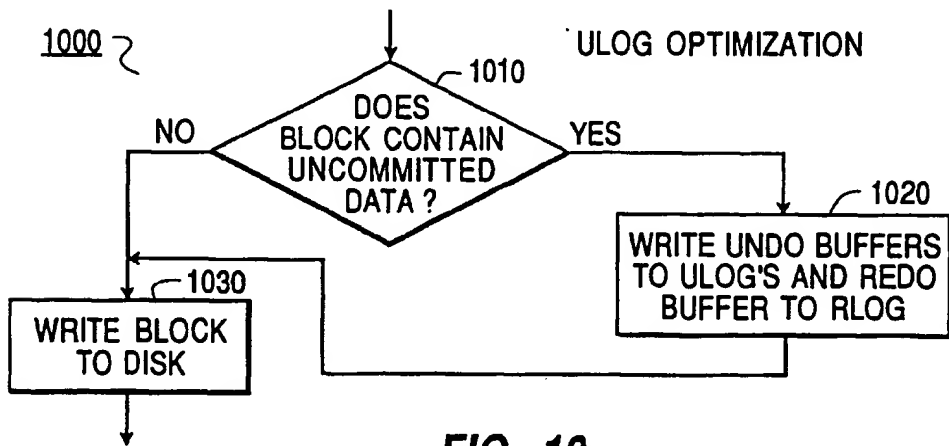 1000
ULOG OPTIMIZATION
1010
DOES
BLOCK CONTAIN
UNCOMMITTED
DATA ?
NO
YES
1020
WRITE UNDO BUFFERS
TO ULOG'S AND REDO
BUFFER TO RLOG
1030
WRITE BLOCK
TO DISK